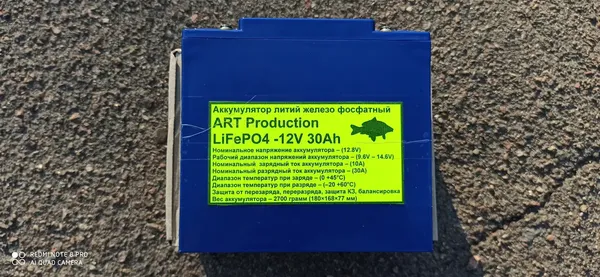 Аккумулятор литий железо фосфатный
ART Production
LiFePO4 -12V 30Ah
Номинальное напряжение аккумулятора – (12.8V)
Рабочий диапазон напряжений аккумулятора – (9.6V – 14.6V)
Номинальный зарядный ток аккумулятора – (10A)
Номинальный разрядный ток аккумулятора – (30A)
Диапазон температур при заряде – (0 +45°C)
Диапазон температур при разряде – (–20 +60°C)
Защита от перезаряда, переразряда, защита КЗ, балансировка
Вес аккумулятора – 2700 грамм (180×168×77 мм)
REDMI NOTE 8 PRO
AI QUAD CAMERA